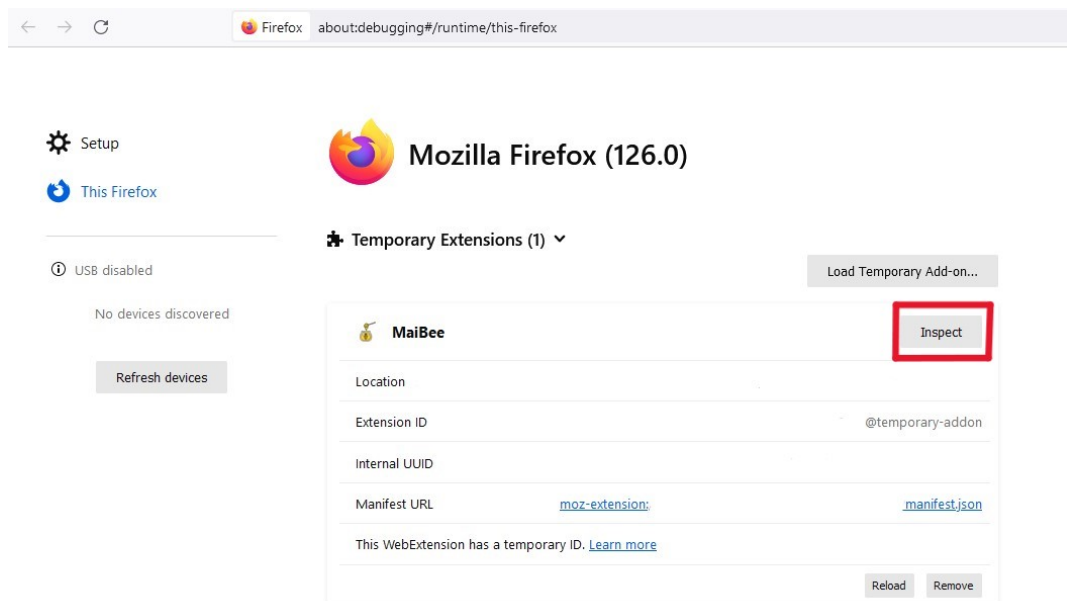 Firefox about:debugging#/runtime/this-firefox
Setup
This Firefox
USB disabled
No devices discovered
Refresh devices
Mozilla Firefox (126.0)
Temporary Extensions (1)
Load Temporary Add-on...
MaiBee Inspect
Location
Extension ID @temporary-addon
Internal UUID
Manifest URL moz-extension: manifest.json
This WebExtension has a temporary ID. Learn more
Reload Remove